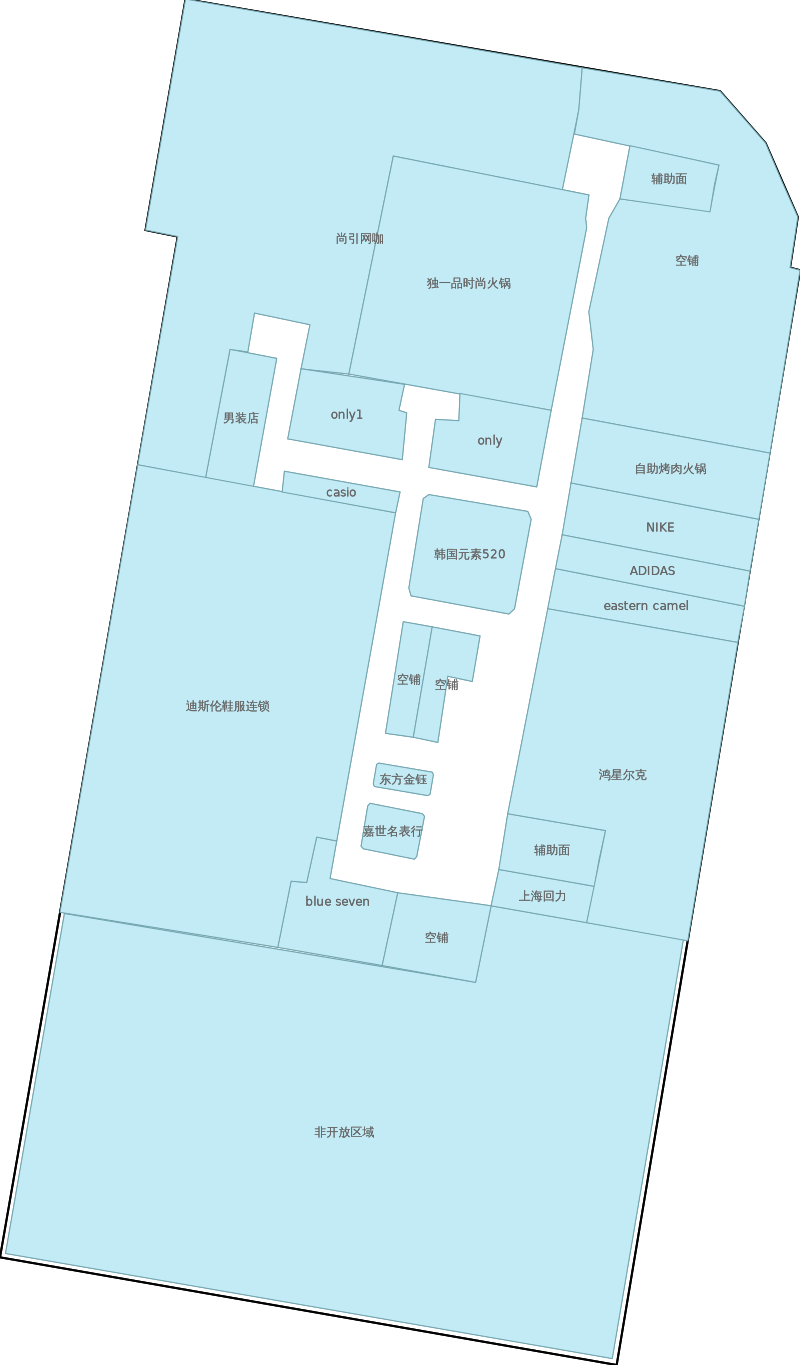 辅助面
尚引网咖
空铺
独一品时尚火锅
only1
男装店
only
自助烤肉火锅
casio
NIKE
韩国元素520
ADIDAS
eastern camel
空铺
空铺
迪斯伦鞋服连锁
鸿星尔克
东方金钰
嘉世名表行
辅助面
上海回力
blue seven
空铺
非开放区域